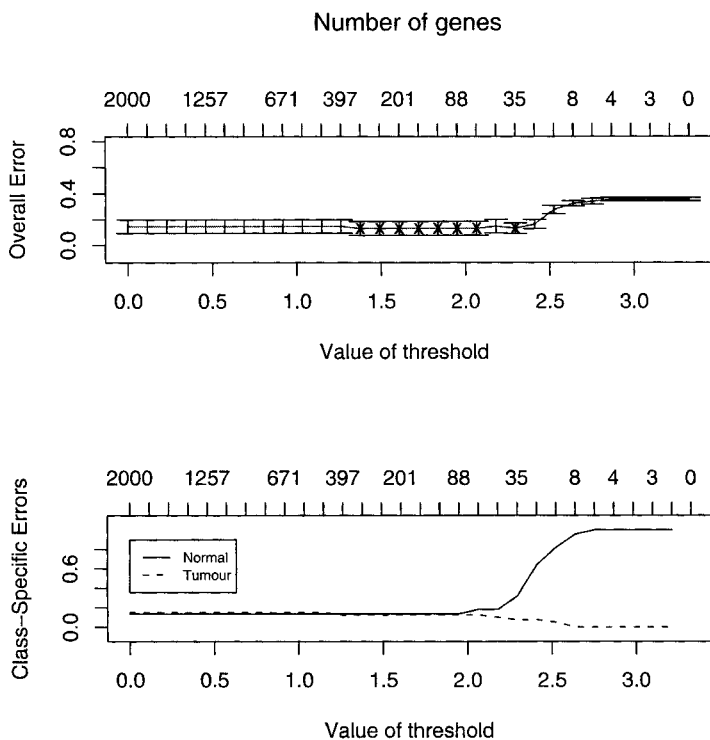 Number of genes
2000 1257 671 397 201 88 35 8 4 3 0
Overall Error
0.8
0.4
0.0
0.0 0.5 1.0 1.5 2.0 2.5 3.0
Value of threshold
2000 1257 671 397 201 88 35 8 4 3 0
Class-Specific Errors
0.6
0.0
Normal
Tumour
0.0 0.5 1.0 1.5 2.0 2.5 3.0
Value of threshold